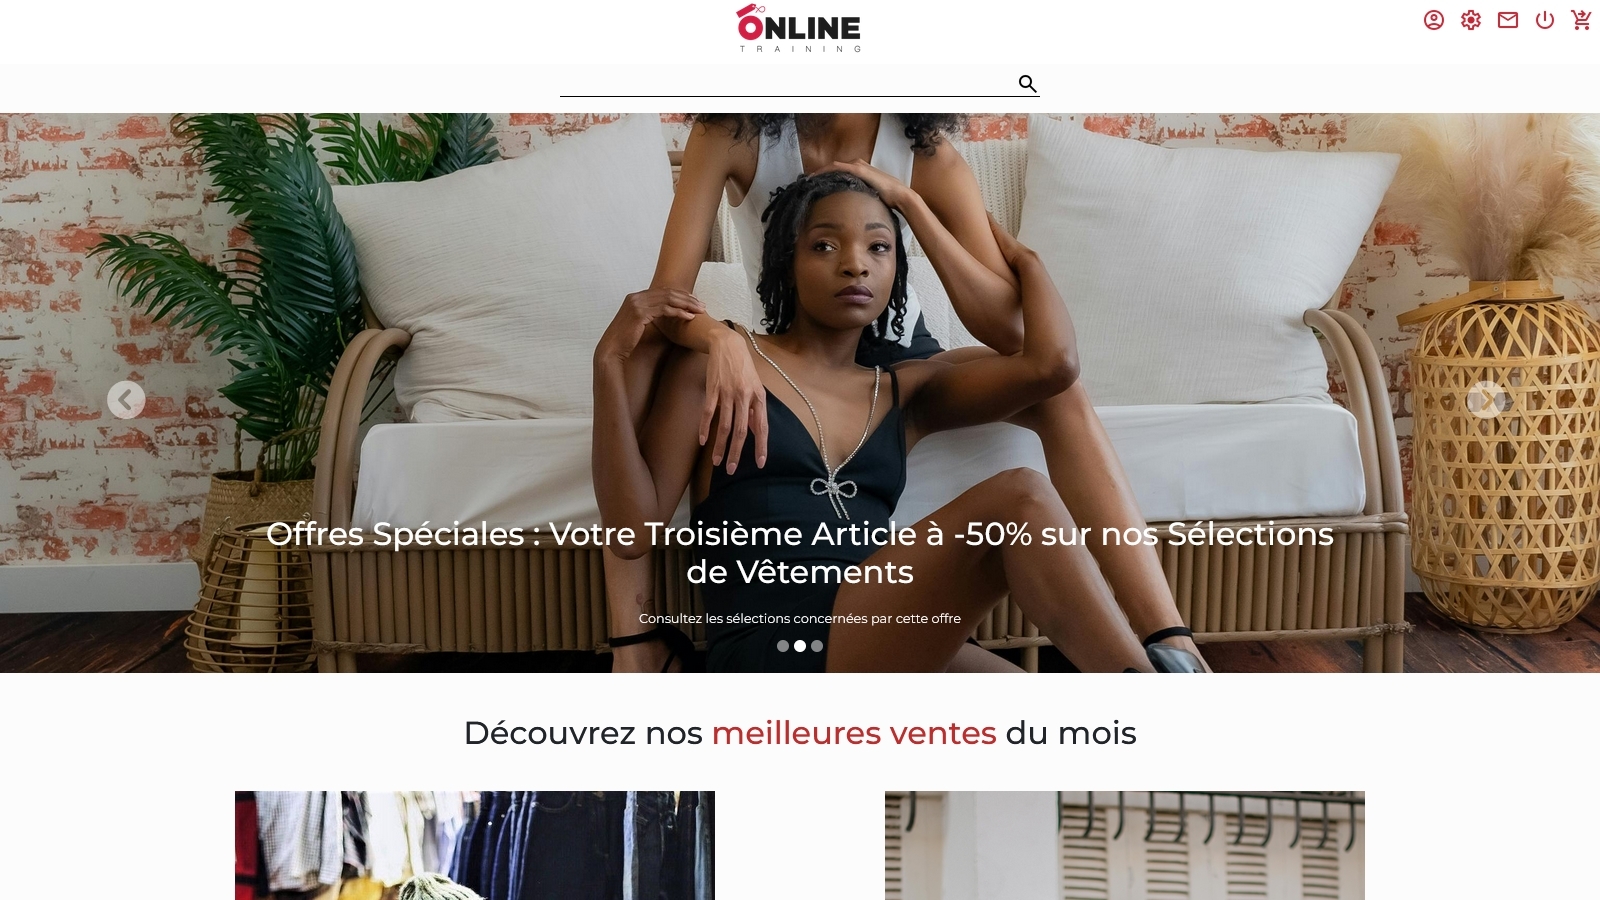 ONLINE
TRAINING
Offres Spéciales : Votre Troisième Article à -50% sur nos Sélections
de Vêtements
Consultez les sélections concernées par cette offre
Découvrez nos meilleures ventes du mois